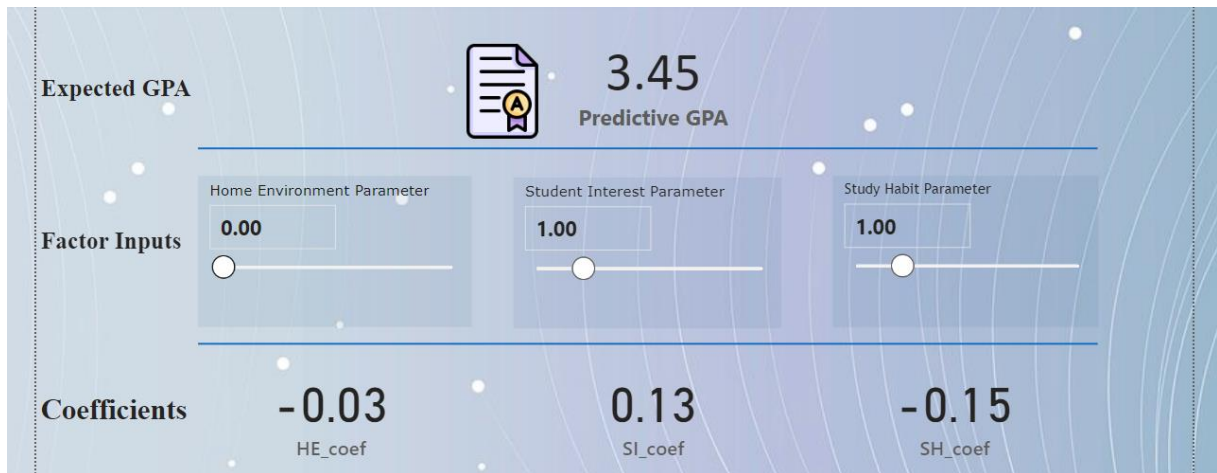 Expected GPA
A
3.45
Predictive GPA
Factor Inputs
Home Environment Parameter
0.00
Student Interest Parameter
1.00
Study Habit Parameter
1.00
Coefficients
-0.03
HE_coef
0.13
SI_coef
-0.15
SH_coef